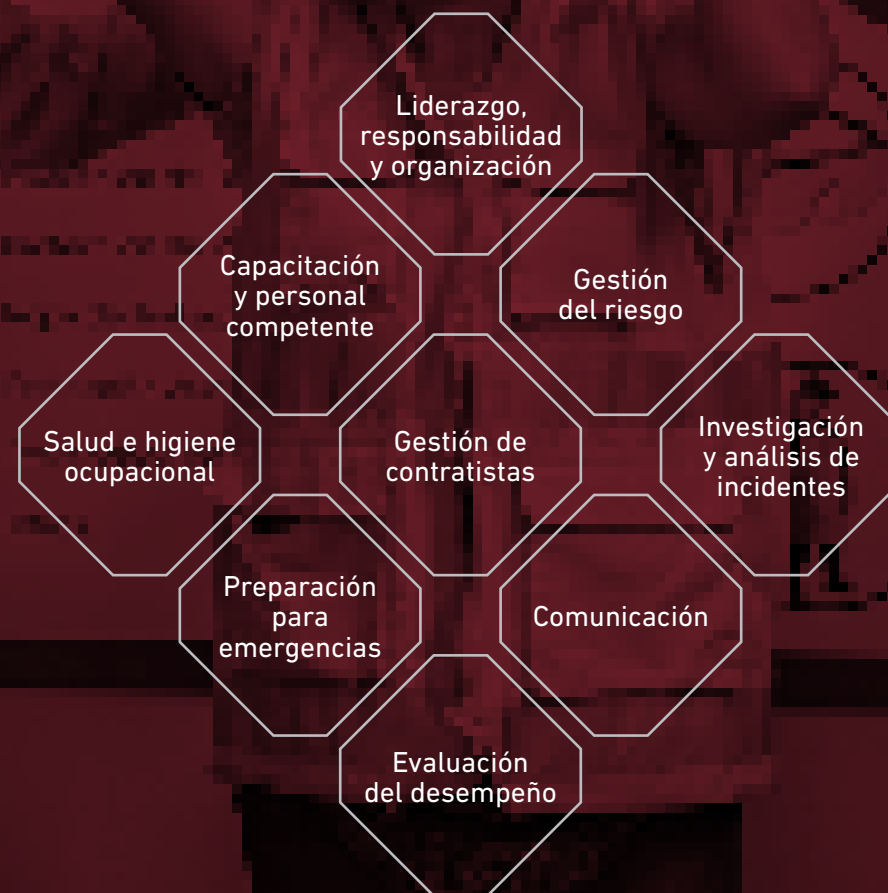 Liderazgo,
responsabilidad
y organización
Capacitación
y personal
competente
Gestión
del riesgo
Salud e higiene
ocupacional
Gestión de
contratistas
Investigación
y análisis de
incidentes
Preparación
para
emergencias
Comunicación
Evaluación
del desempeño